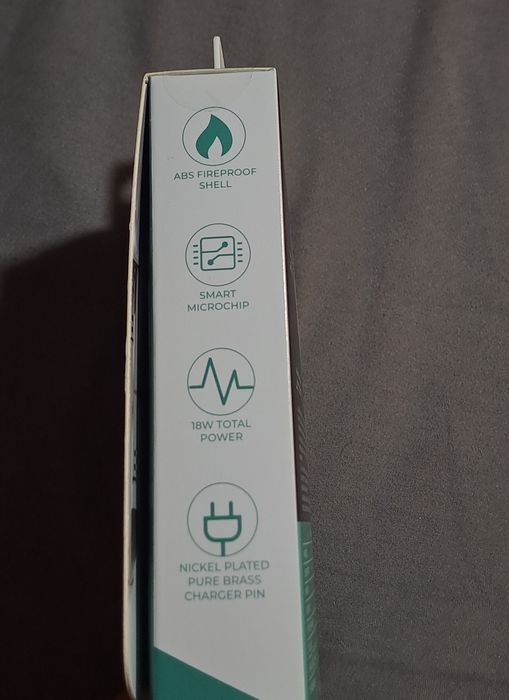 ABS FIREPROOF
SHELL
SMART
MICROCHIP
18W TOTAL
POWER
NICKEL PLATED
PURE BRASS
CHARGER PIN